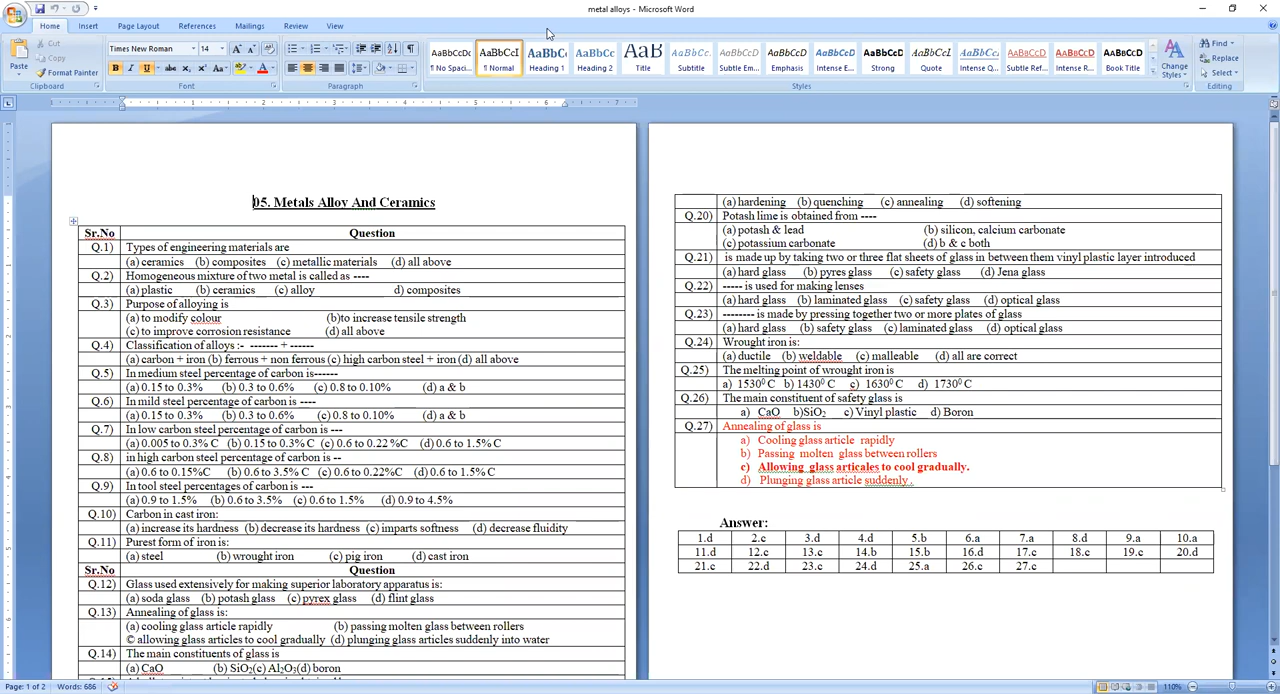 metal alloys - Microsoft Word
Home Insert Page Layout References Mailings Review View
Paste
Cut
Copy
Format Painter
Times New Roman 14
AaBbCcDc AaBbCcI AaBbCc AaBbCc AaB AaBbCcI AaBbCcDc AaBbCcDc AaBbCcDc AaBbCcDc AaBbCcDc AaBbCcDc AaBbCcDc AaBbCcDc
¶ No Spaci... ¶ Normal Heading 1 Heading 2 Title Subtitle Subtle Em... Emphasis Intense E... Strong Quote Intense Q... Subtle Ref... Intense R... Book Title
Change Styles
Find
Replace
Select
Clipboard Font Paragraph Styles Editing
05. Metals Alloy And Ceramics
Sr.No Question
Q.1) Types of engineering materials are
(a) ceramics (b) composites (c) metallic materials (d) all above
Q.2) Homogeneous mixture of two metal is called as ----
(a) plastic (b) ceramics (c) alloy d) composites
Q.3) Purpose of alloying is
(a) to modify colour (b)to increase tensile strength
(c) to improve corrosion resistance (d) all above
Q.4) Classification of alloys :- ------- + ------
(a) carbon + iron (b) ferrous + non ferrous (c) high carbon steel + iron (d) all above
Q.5) In medium steel percentage of carbon is------
(a) 0.15 to 0.3% (b) 0.3 to 0.6% (c) 0.8 to 0.10% (d) a & b
Q.6) In mild steel percentage of carbon is ----
(a) 0.15 to 0.3% (b) 0.3 to 0.6% (c) 0.8 to 0.10% (d) a & b
Q.7) In low carbon steel percentage of carbon is ---
(a) 0.005 to 0.3% C (b) 0.15 to 0.3% C (c) 0.6 to 0.22 %C (d) 0.6 to 1.5% C
Q.8) in high carbon steel percentage of carbon is --
(a) 0.6 to 0.15%C (b) 0.6 to 3.5% C (c) 0.6 to 0.22%C (d) 0.6 to 1.5% C
Q.9) In tool steel percentages of carbon is ---
(a) 0.9 to 1.5% (b) 0.6 to 3.5% (c) 0.6 to 1.5% (d) 0.9 to 4.5%
Q.10) Carbon in cast iron:
(a) increase its hardness (b) decrease its hardness (c) imparts softness (d) decrease fluidity
Q.11) Purest form of iron is:
(a) steel (b) wrought iron (c) pig iron (d) cast iron
Sr.No Question
Q.12) Glass used extensively for making superior laboratory apparatus is:
(a) soda glass (b) potash glass (c) pyrex glass (d) flint glass
Q.13) Annealing of glass is:
(a) cooling glass article rapidly (b) passing molten glass between rollers
© allowing glass articles to cool gradually (d) plunging glass articles suddenly into water
Q.14) The main constituents of glass is
(a) CaO (b) SiO2(c) Al2O3(d) boron
(a) hardening (b) quenching (c) annealing (d) softening
Q.20) Potash lime is obtained from ----
(a) potash & lead (b) silicon, calcium carbonate
(c) potassium carbonate (d) b & c both
Q.21) is made up by taking two or three flat sheets of glass in between them vinyl plastic layer introduced
(a) hard glass (b) pyres glass (c) safety glass (d) Jena glass
Q.22) ----- is used for making lenses
(a) hard glass (b) laminated glass (c) safety glass (d) optical glass
Q.23) -------- is made by pressing together two or more plates of glass
(a) hard glass (b) safety glass (c) laminated glass (d) optical glass
Q.24) Wrought iron is:
(a) ductile (b) weldable (c) malleable (d) all are correct
Q.25) The melting point of wrought iron is
a) 1530⁰ C b) 1430⁰ C c) 1630⁰ C d) 1730⁰ C
Q.26) The main constituent of safety glass is
a) CaO b)SiO2 c) Vinyl plastic d) Boron
Q.27) Annealing of glass is
a) Cooling glass article rapidly
b) Passing molten glass between rollers
c) Allowing glass articales to cool gradually.
d) Plunging glass article suddenly .
Answer:
1.d 2.c 3.d 4.d 5.b 6.a 7.a 8.d 9.a 10.a
11.d 12.c 13.c 14.b 15.b 16.d 17.c 18.c 19.c 20.d
21.c 22.d 23.c 24.d 25.a 26.c 27.c
Page: 1 of 2 Words: 686 110%